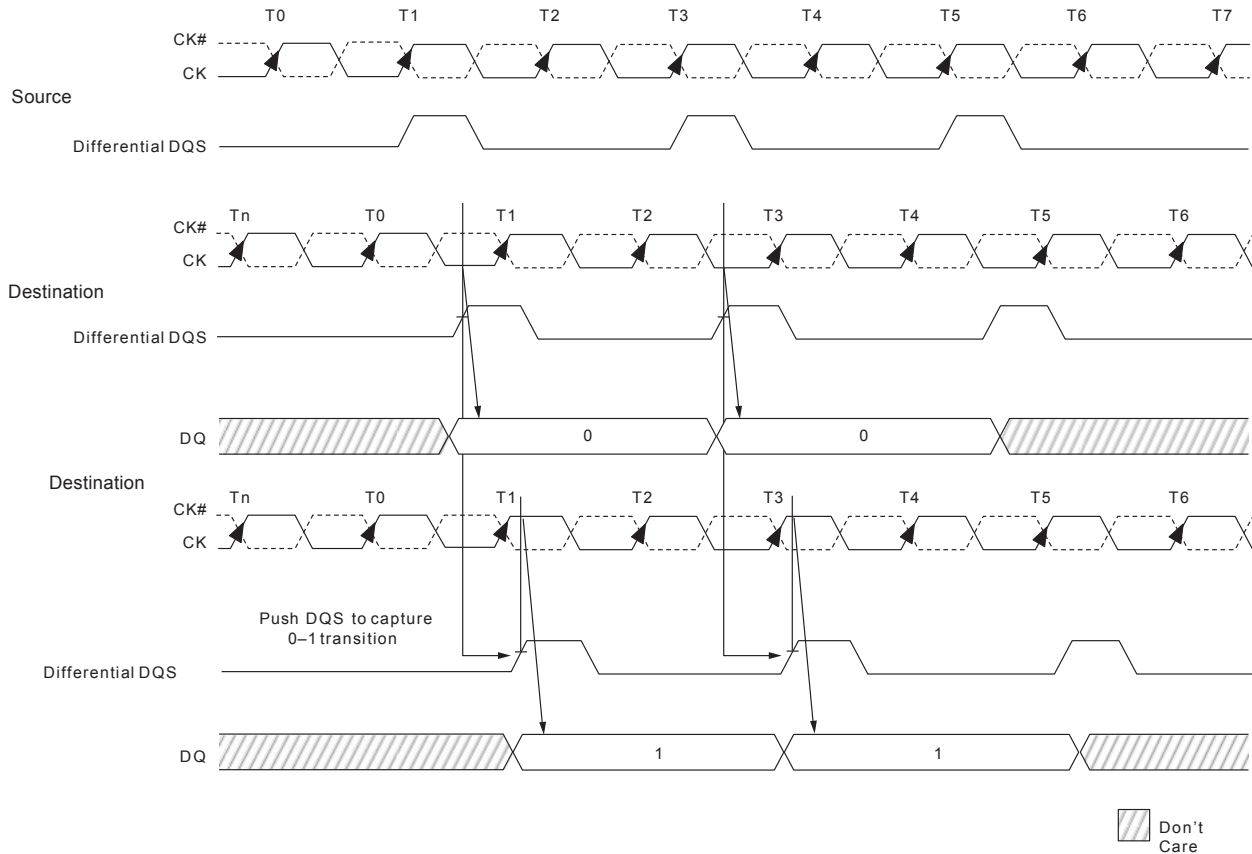 T0 T1 T2 T3 T4 T5 T6 T7
CK#
CK
Source
Differential DQS
Tn T0 T1 T2 T3 T4 T5 T6
CK#
CK
Destination
Differential DQS
DQ 0 0
Destination
Tn T0 T1 T2 T3 T4 T5 T6
CK#
CK
Push DQS to capture
0–1 transition
Differential DQS
DQ 1 1
Don't
Care